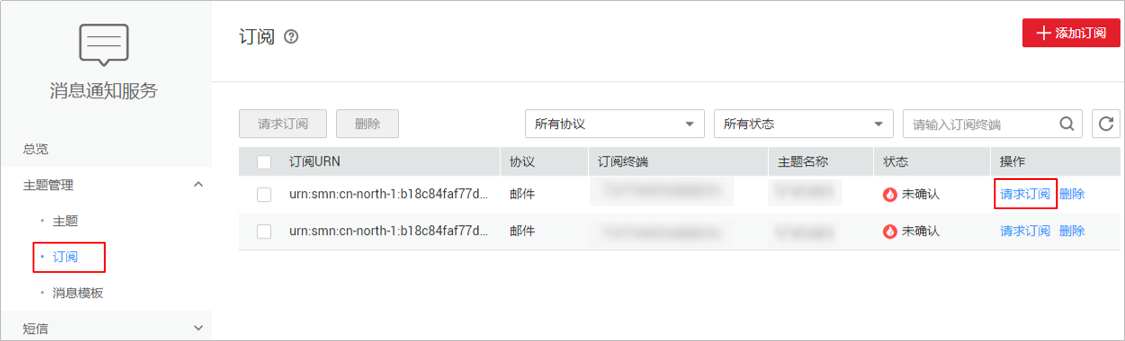 订阅 ?
+ 添加订阅
消息通知服务
请求订阅 删除 所有协议 所有状态 请输入订阅终端
总览
订阅URN 协议 订阅终端 主题名称 状态 操作
主题管理
urn:smn:cn-north-1:b18c84faf77d... 邮件 未确认 请求订阅 删除
· 主题
urn:smn:cn-north-1:b18c84faf77d... 邮件 未确认 请求订阅 删除
· 订阅
· 消息模板
短信